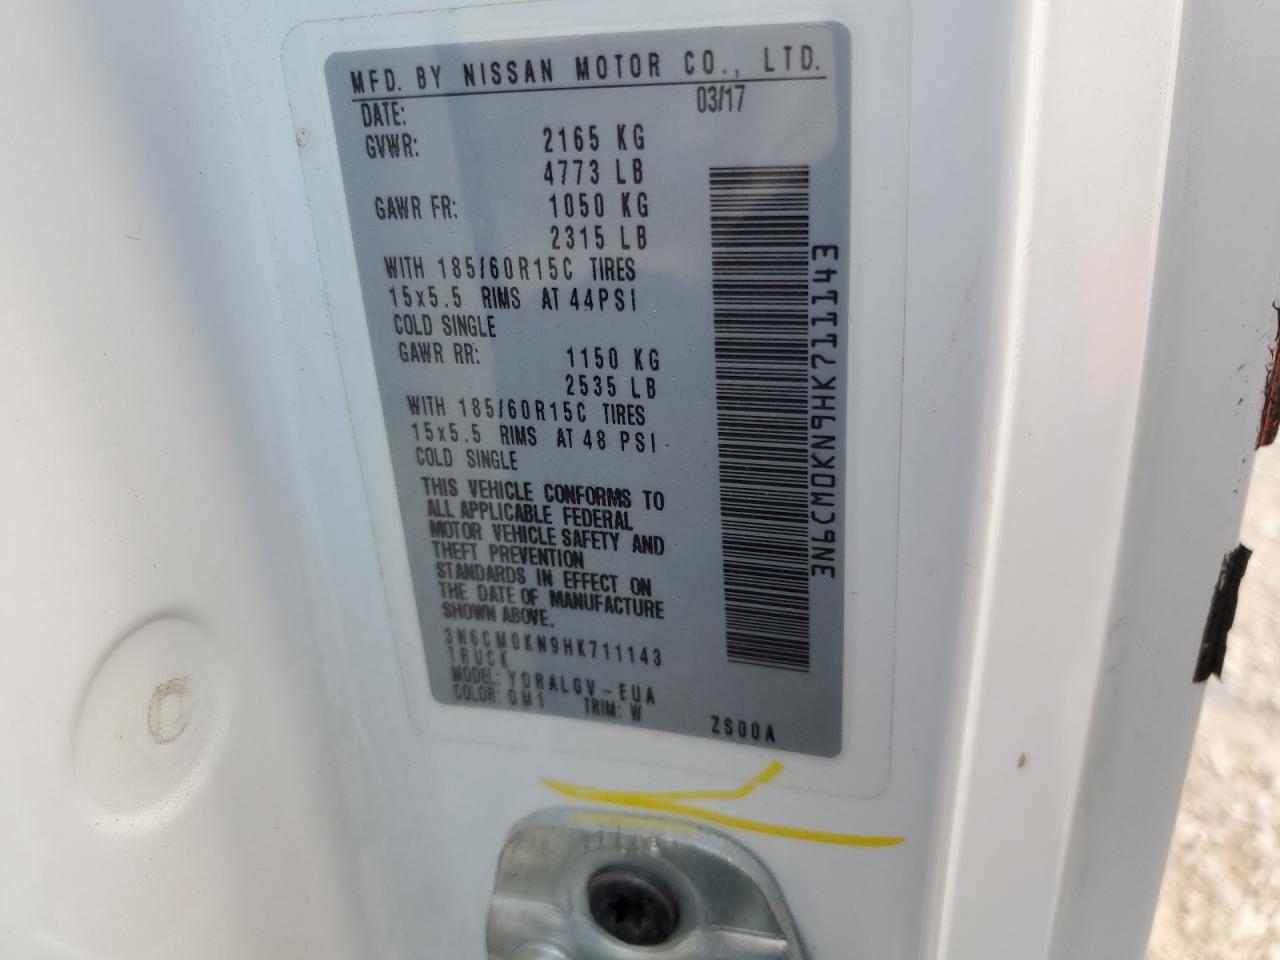 MFD. BY NISSAN MOTOR CO., LTD.
DATE: 03/17
GVWR: 2165 KG
4773 LB
GAWR FR: 1050 KG
2315 LB
WITH 185/60R15C TIRES
15x5.5 RIMS AT 44PSI
COLD SINGLE
GAWR RR: 1150 KG
2535 LB
WITH 185/60R15C TIRES
15x5.5 RIMS AT 48 PSI
COLD SINGLE
THIS VEHICLE CONFORMS TO
ALL APPLICABLE FEDERAL
MOTOR VEHICLE SAFETY AND
THEFT PREVENTION
STANDARDS IN EFFECT ON
THE DATE OF MANUFACTURE
SHOWN ABOVE.
3N6CM0KN9HK711143
TRUCK
MODEL: YDRALGV-EUA
COLOR: QM1 TRIM: W ZS00A
3N6CM0KN9HK711143